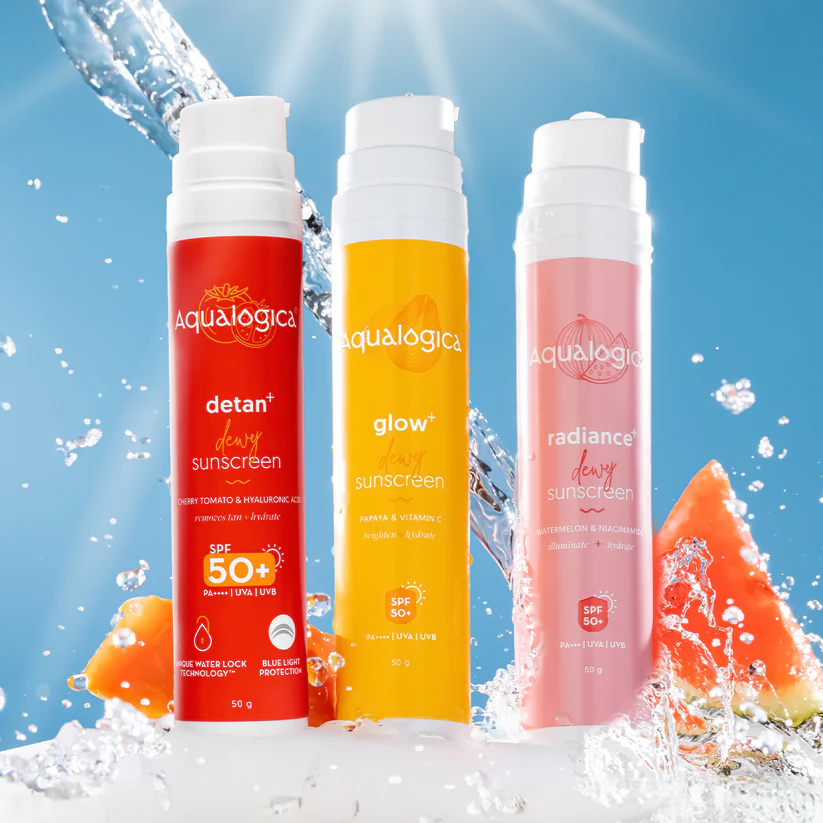 Aqualogica®
detan+
dewy
sunscreen
CHERRY TOMATO & HYALURONIC ACID
removes tan + hydrate
SPF
50+
PA++++ | UVA | UVB
UNIQUE WATER LOCK
TECHNOLOGY™
BLUE LIGHT
PROTECTION
50 g
Aqualogica
glow+
dewy
sunscreen
PAPAYA & VITAMIN C
brighten + hydrate
SPF
50+
PA++++ | UVA | UVB
50 g
Aqualogica
radiance+
dewy
sunscreen
WATERMELON & NIACINAMIDE
illuminate + hydrate
SPF
50+
PA++++ | UVA | UVB
50 g